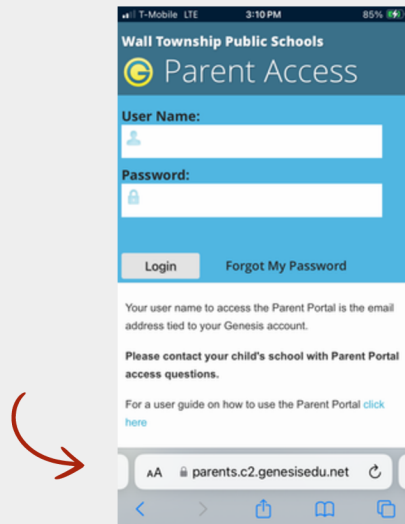 T-Mobile LTE 3:10 PM 85%
Wall Township Public Schools
G Parent Access
User Name:
Password:
Login Forgot My Password
Your user name to access the Parent Portal is the email
address tied to your Genesis account.
Please contact your child's school with Parent Portal
access questions.
For a user guide on how to use the Parent Portal click
here
AA parents.c2.genesisedu.net